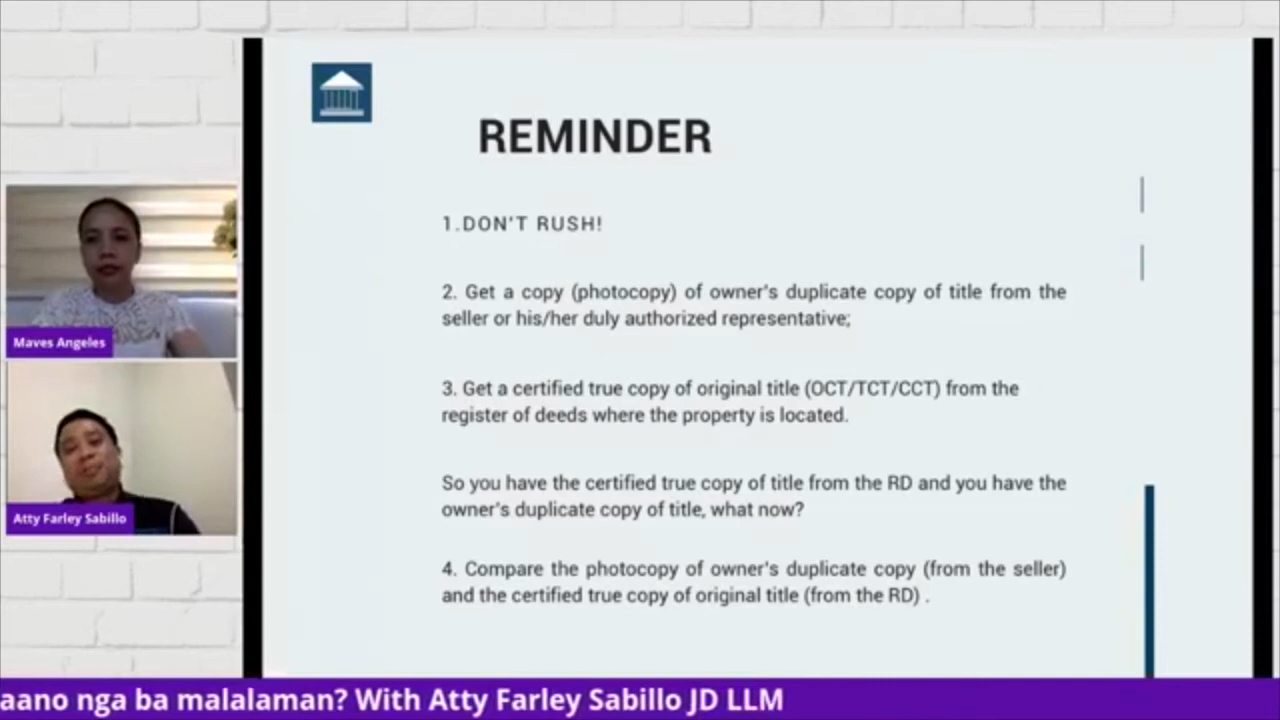 REMINDER
1.DON'T RUSH!
2. Get a copy (photocopy) of owner's duplicate copy of title from the
seller or his/her duly authorized representative;
3. Get a certified true copy of original title (OCT/TCT/CCT) from the
register of deeds where the property is located.
So you have the certified true copy of title from the RD and you have the
owner's duplicate copy of title, what now?
4. Compare the photocopy of owner's duplicate copy (from the seller)
and the certified true copy of original title (from the RD) .
Maves Angeles
Atty Farley Sabillo
aano nga ba malalaman? With Atty Farley Sabillo JD LLM